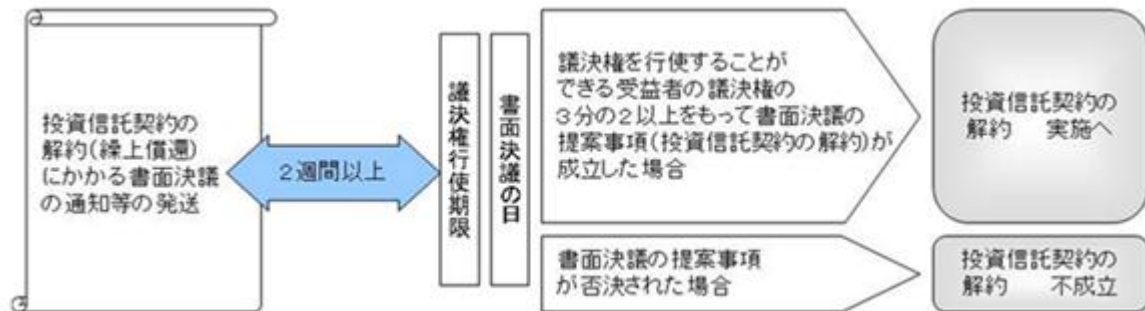 投資信託契約の
解約(繰上償還)
にかかる書面決議
の通知等の発送
２週間以上
議決権行使期限
書面決議の日
議決権を行使することが
できる受益者の議決権の
３分の２以上をもって書面決議の
提案事項(投資信託契約の解約)が
成立した場合
投資信託契約の
解約　実施へ
書面決議の提案事項
が否決された場合
投資信託契約の
解約　不成立